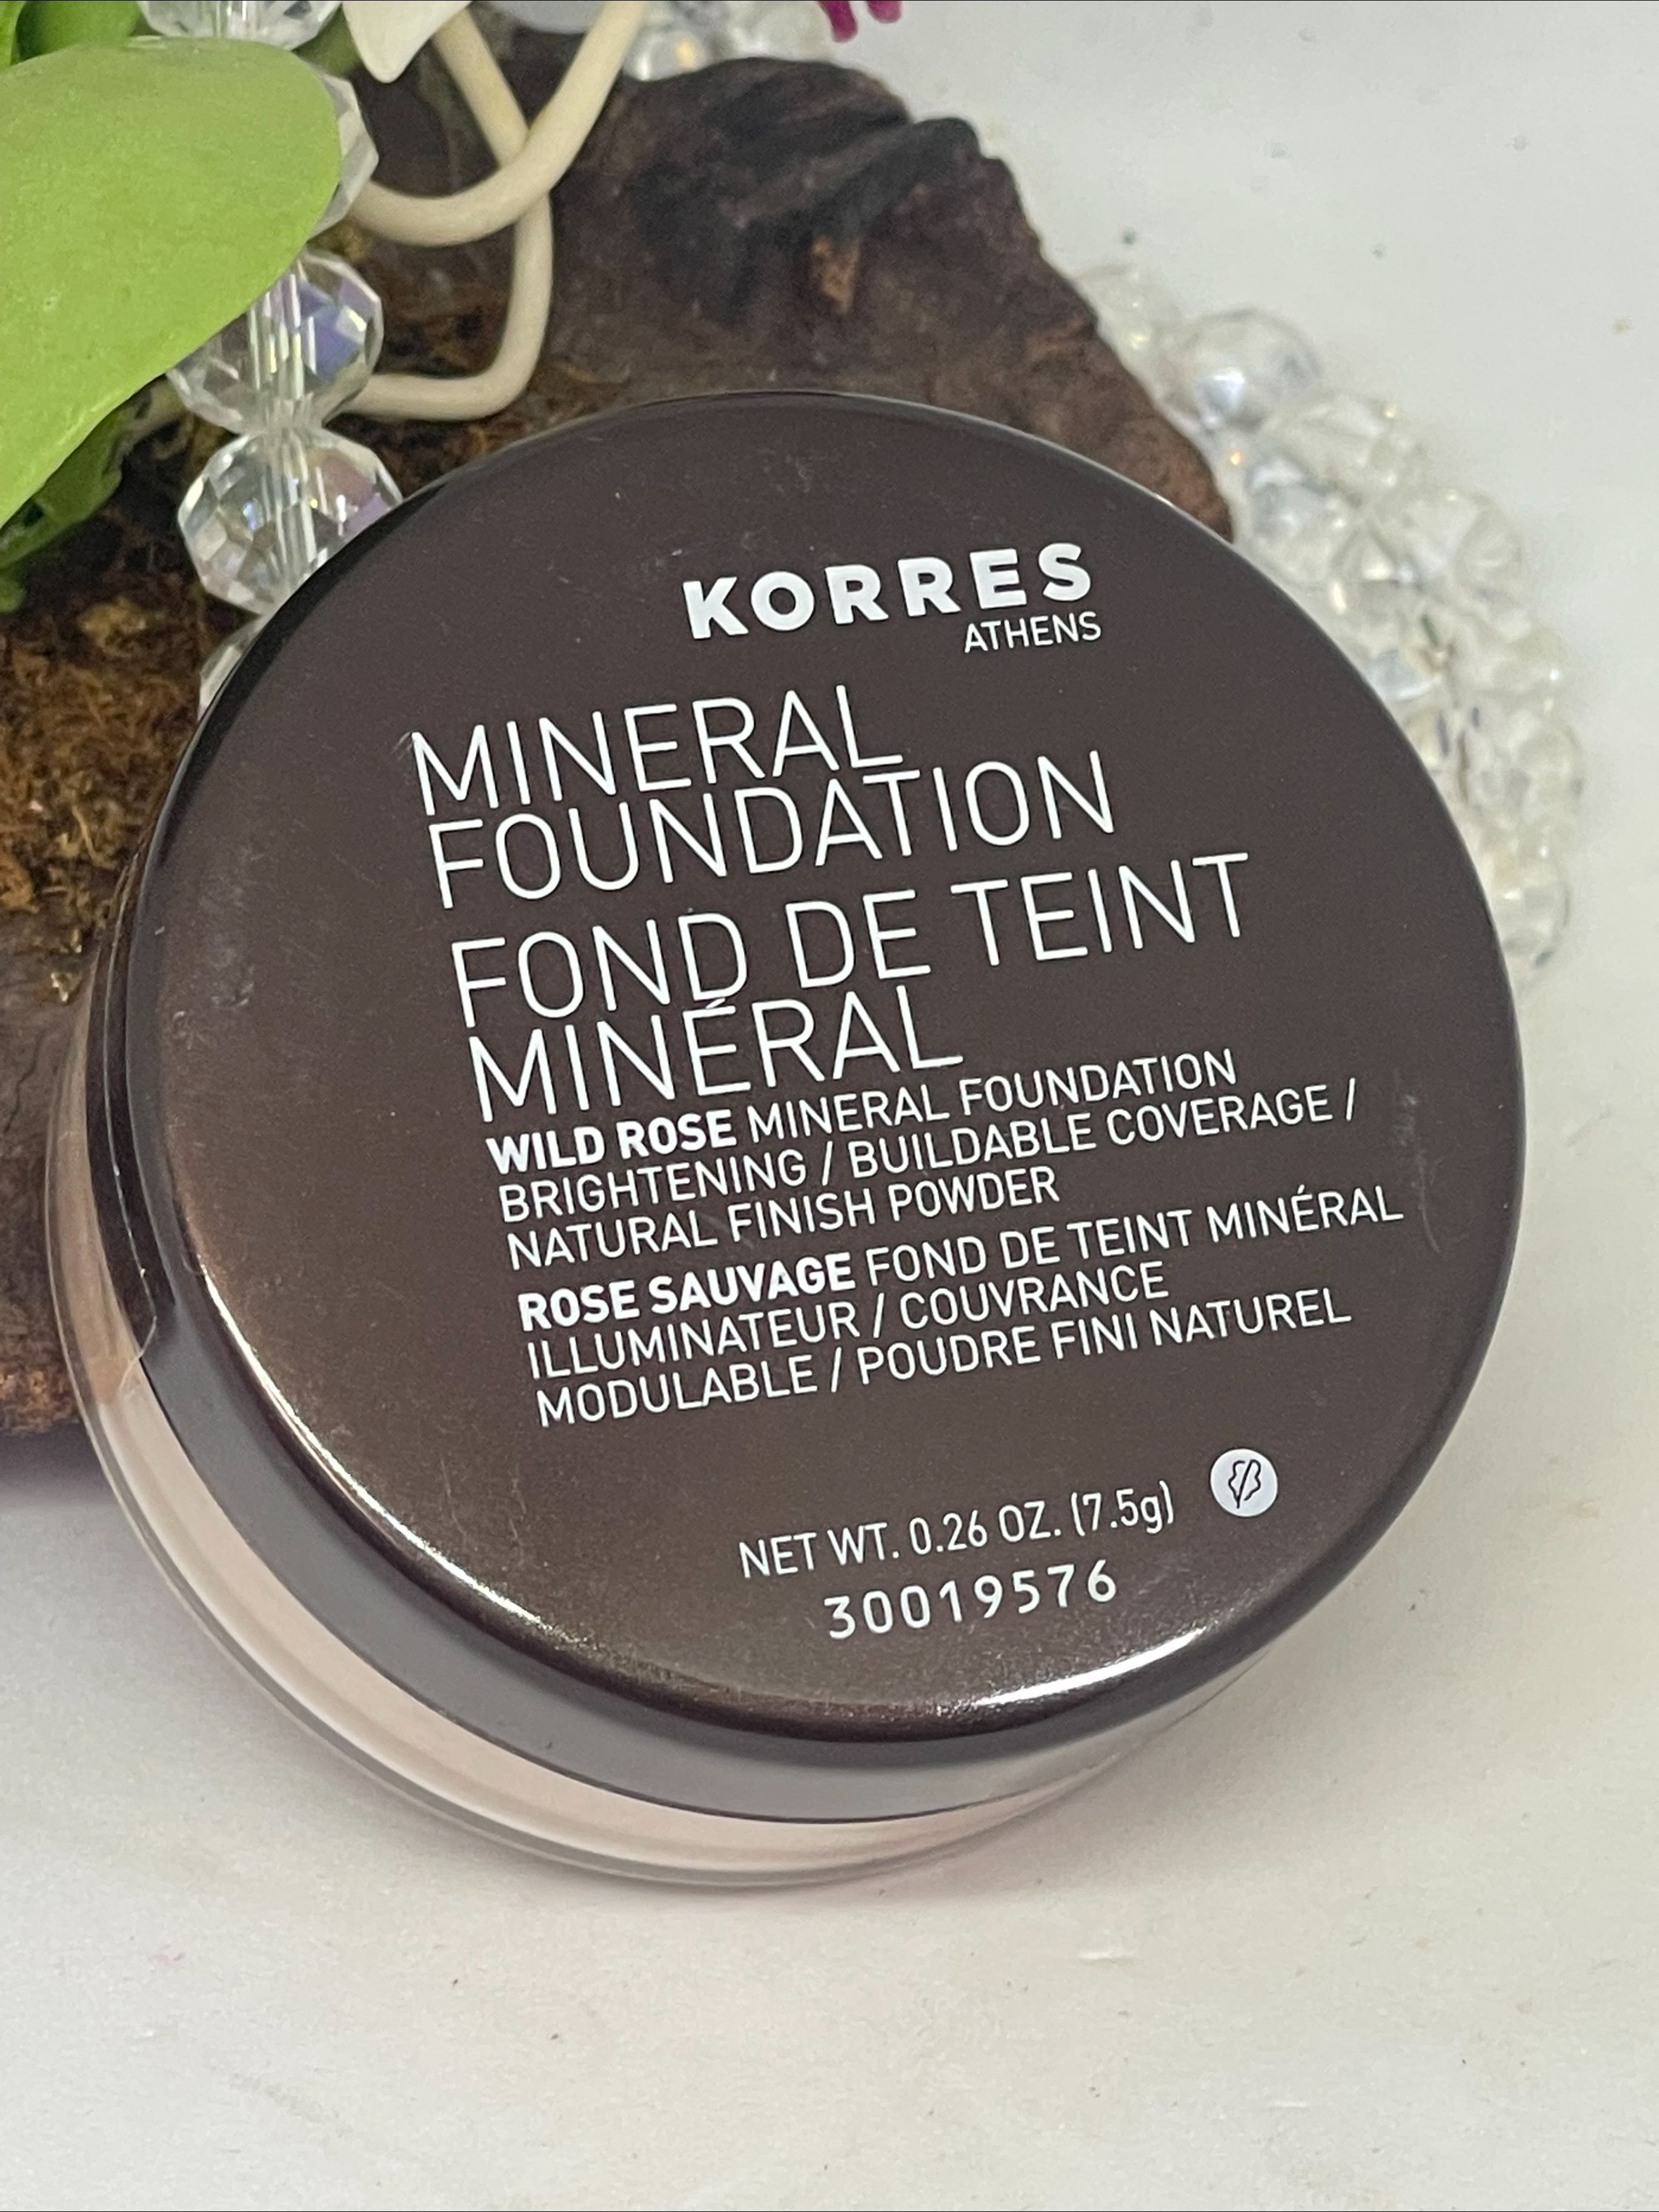 KORRES
ATHENS
MINERAL
FOUNDATION
FOND DE TEINT
MINÉRAL
WILD ROSE MINERAL FOUNDATION
BRIGHTENING / BUILDABLE COVERAGE /
NATURAL FINISH POWDER
ROSE SAUVAGE FOND DE TEINT MINÉRAL
ILLUMINATEUR / COUVRANCE
MODULABLE / POUDRE FINI NATUREL
NET WT. 0.26 OZ. (7.5g)
30019576